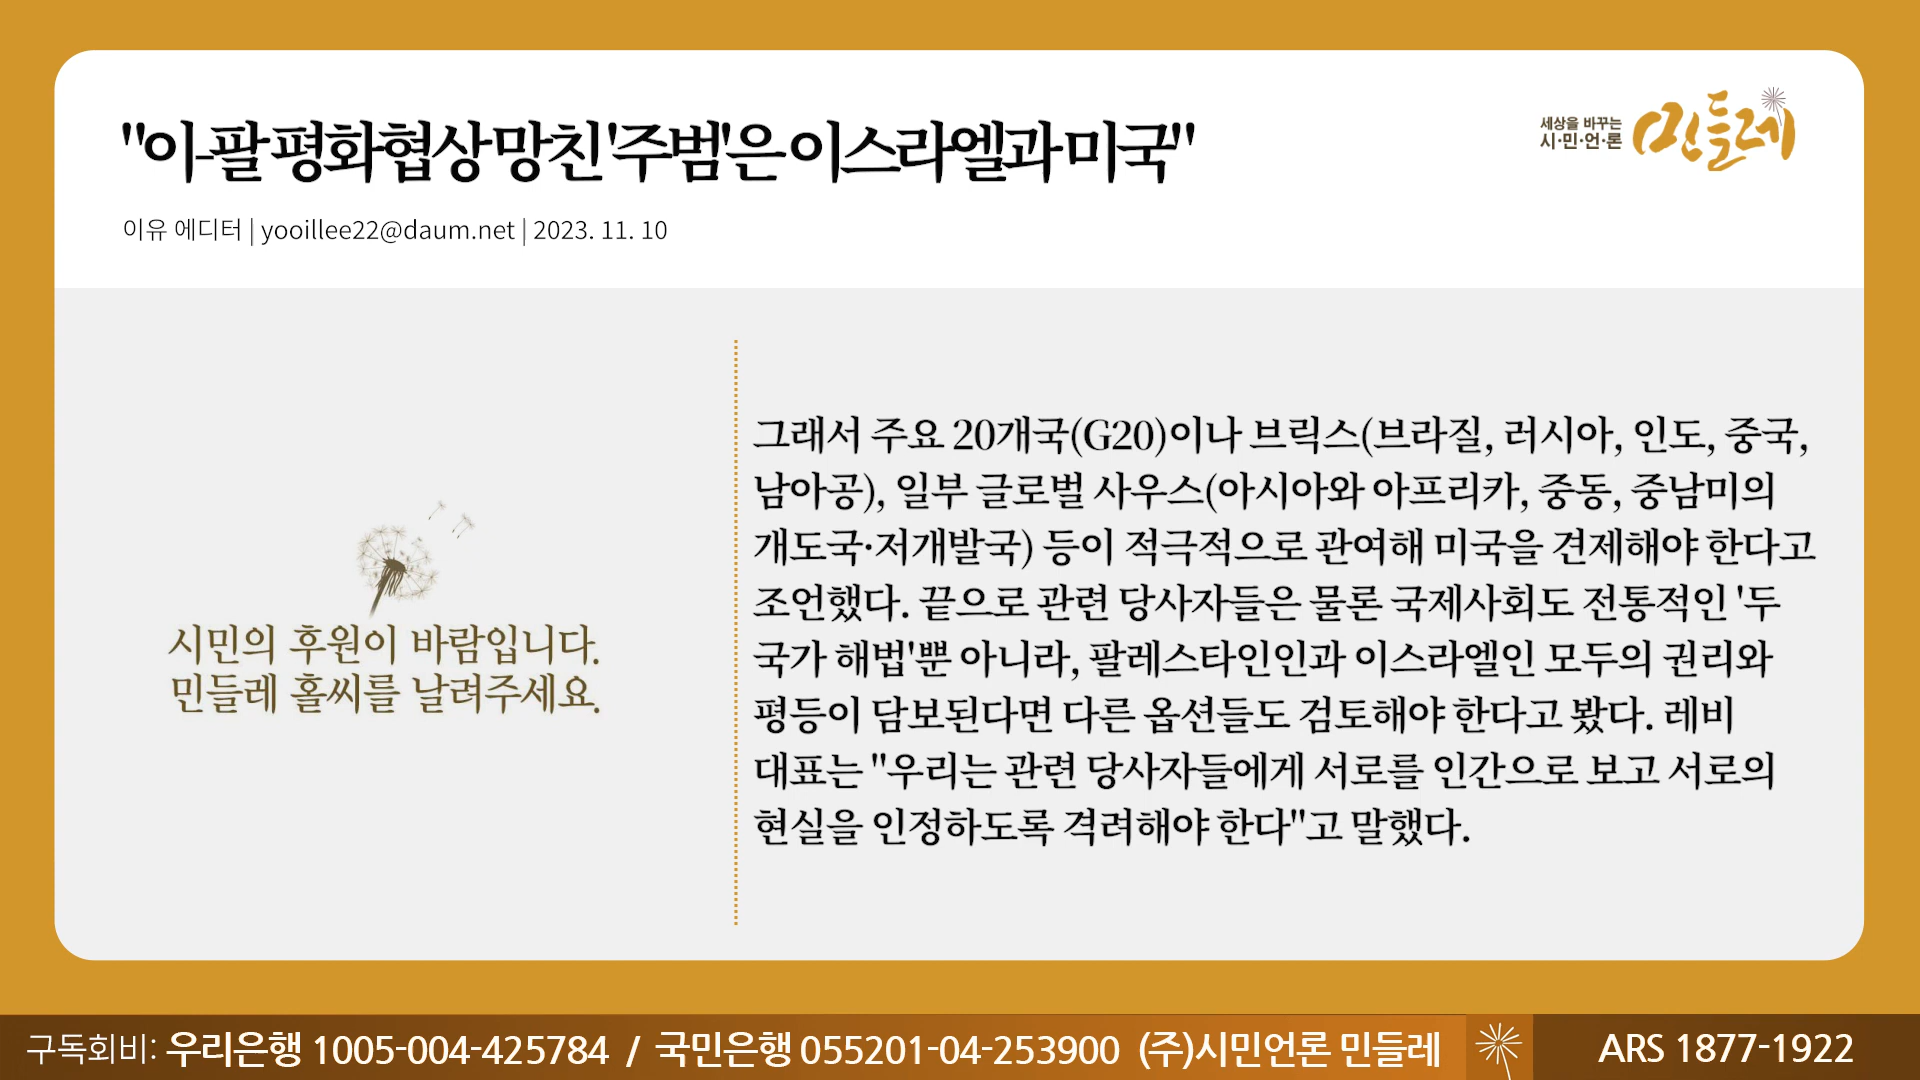 "이-팔 평화협상 망친 '주범'은 이스라엘과 미국"
세상을 바꾸는
시·민·언·론
민들레
이유 에디터 | yooillee22@daum.net | 2023. 11. 10
시민의 후원이 바람입니다.
민들레 홀씨를 날려주세요.
그래서 주요 20개국(G20)이나 브릭스(브라질, 러시아, 인도, 중국,
남아공), 일부 글로벌 사우스(아시아와 아프리카, 중동, 중남미의
개도국·저개발국) 등이 적극적으로 관여해 미국을 견제해야 한다고
조언했다. 끝으로 관련 당사자들은 물론 국제사회도 전통적인 '두
국가 해법'뿐 아니라, 팔레스타인인과 이스라엘인 모두의 권리와
평등이 담보된다면 다른 옵션들도 검토해야 한다고 봤다. 레비
대표는 "우리는 관련 당사자들에게 서로를 인간으로 보고 서로의
현실을 인정하도록 격려해야 한다"고 말했다.
구독회비: 우리은행 1005-004-425784 / 국민은행 055201-04-253900 (주)시민언론 민들레
ARS 1877-1922